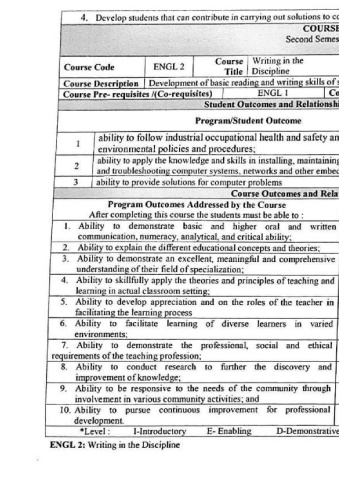 4. Develop students that can contribute in carrying out solutions to
COURSE
Second Semes
Course Code ENGL 2 Course Title Writing in the Discipline
Course Description Development of basic reading and writing skills of
Course Pre- requisites /(Co-requisites) ENGL 1
Student Outcomes and Relationshi
Program/Student Outcome
1 ability to follow industrial occupational health and safety an
environmental policies and procedures;
2 ability to apply the knowledge and skills in installing, maintaining
and troubleshooting computer systems, networks and other embed
3 ability to provide solutions for computer problems
Course Outcomes and Rela
Program Outcomes Addressed by the Course
After completing this course the students must be able to :
1. Ability to demonstrate basic and higher oral and written
communication, numeracy, analytical, and critical ability;
2. Ability to explain the different educational concepts and theories;
3. Ability to demonstrate an excellent, meaningful and comprehensive
understanding of their field of specialization;
4. Ability to skillfully apply the theories and principles of teaching and
learning in actual classroom setting;
5. Ability to develop appreciation and on the roles of the teacher in
facilitating the learning process
6. Ability to facilitate learning of diverse learners in varied
environments;
7. Ability to demonstrate the professional, social and ethical
requirements of the teaching profession;
8. Ability to conduct research to further the discovery and
improvement of knowledge;
9. Ability to be responsive to the needs of the community through
involvement in various community activities; and
10. Ability to pursue continuous improvement for professional
development.
*Level : I-Introductory E- Enabling D-Demonstrative
ENGL 2: Writing in the Discipline